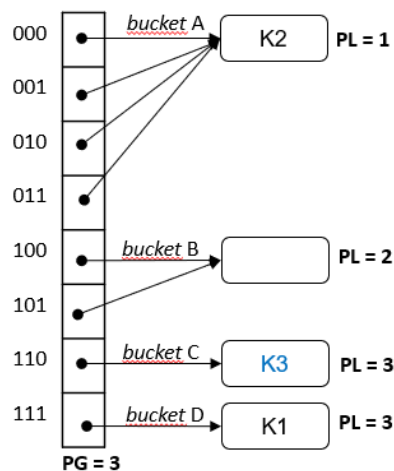 000 bucket A K2 PL = 1
001
010
011
100 bucket B PL = 2
101
110 bucket C K3 PL = 3
111 bucket D K1 PL = 3
PG = 3